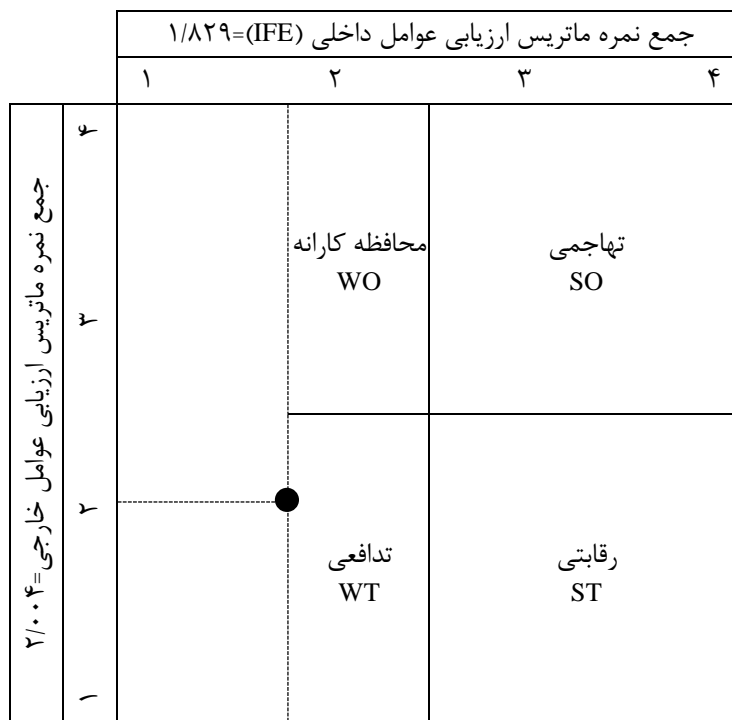 جمع نمره ماتریس ارزیابی عوامل داخلی (IFE)=۱/۸۲۹
۱ ۲ ۳ ۴
جمع نمره ماتریس ارزیابی عوامل خارجی=۲/۰۰۴
۴
۳
۲
۱
محافظه کارانه
WO
تهاجمی
SO
تدافعی
WT
رقابتی
ST